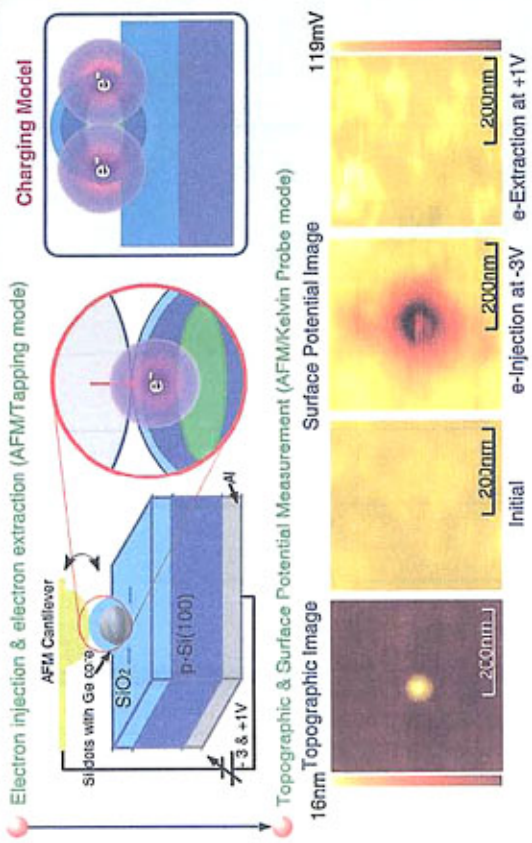 Electron injection & electron extraction (AFM/Tapping mode)
Charging Model
AFM Cantilever
Si dots with Ge core
SiO2
p-Si(100)
Al
- 3 & +1V
e-
e-
e-
Topographic & Surface Potential Measurement (AFM/Kelvin Probe mode)
16nm
Topographic Image
Surface Potential Image
119mV
200nm
200nm
200nm
200nm
Initial
e-Injection at -3V
e-Extraction at +1V